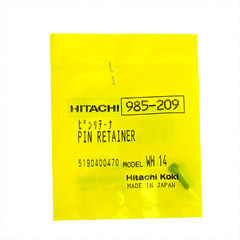 HITACHI 985-209
ピンリテーナ
PIN RETAINER
5190400470 MODEL WH 14
Hitachi Koki
MADE IN JAPAN